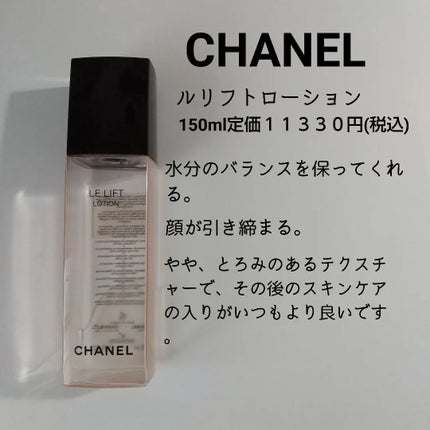 CHANEL
ルリフトローション
150ml定価１１３３０円(税込)
水分のバランスを保ってくれ
る。
顔が引き締まる。
やや、とろみのあるテクスチ
ャーで、その後のスキンケア
の入りがいつもより良いです
。
LE LIFT
LOTION
CHANEL